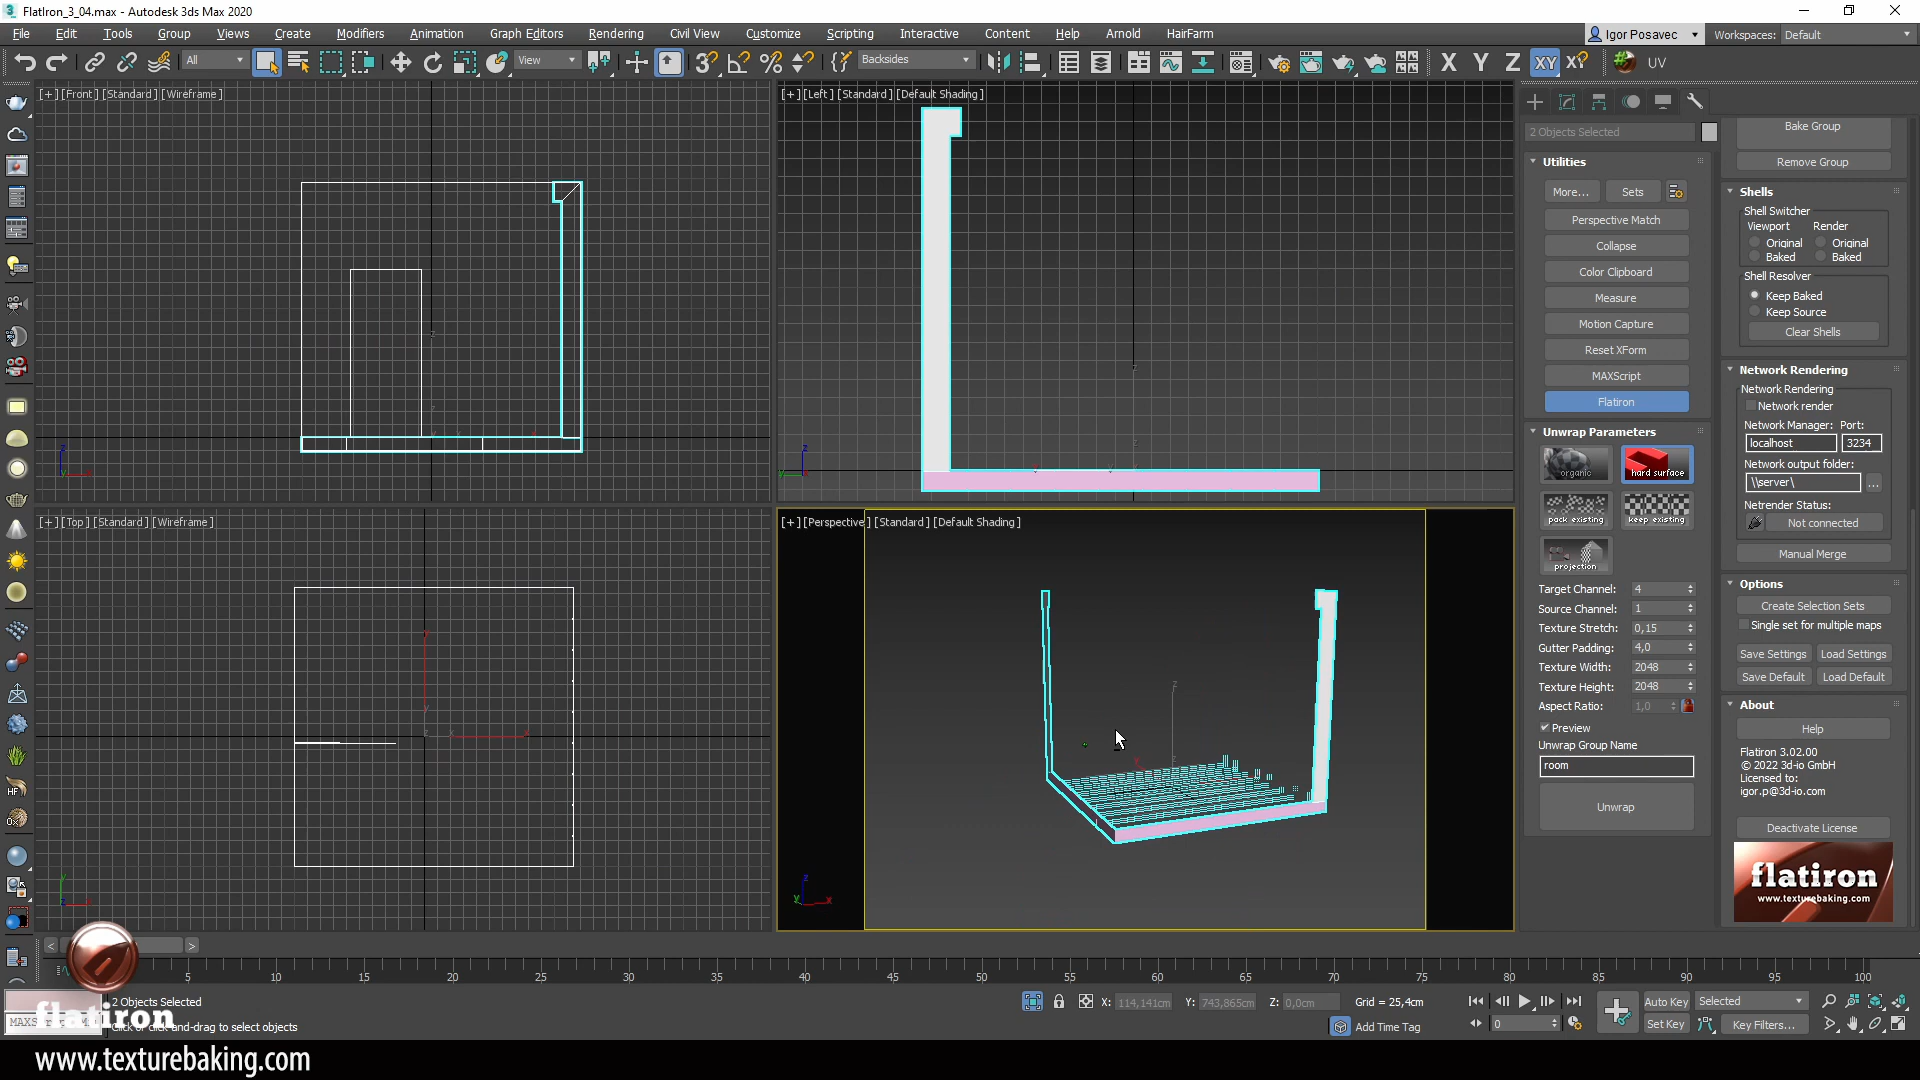 FlatIron_3_04.max - Autodesk 3ds Max 2020
File Edit Tools Group Views Create Modifiers Animation Graph Editors Rendering Civil View Customize Scripting Interactive Content Help Arnold HairFarm
Igor Posavec Workspaces: Default
All View Backsides X Y Z XY XY UV
[+] [Front ] [Standard ] [Wireframe ]
[+] [Left ] [Standard ] [Default Shading ]
[+] [Top ] [Standard ] [Wireframe ]
[+] [Perspective ] [Standard ] [Default Shading ]
2 Objects Selected
Utilities
More...
Sets
Perspective Match
Collapse
Color Clipboard
Measure
Motion Capture
Reset XForm
MAXScript
Flatiron
Unwrap Parameters
organic
hard surface
pack existing
keep existing
projection
Target Channel: 4
Source Channel: 1
Texture Stretch: 0,15
Gutter Padding: 4,0
Texture Width: 2048
Texture Height: 2048
Aspect Ratio: 1,0
Preview
Unwrap Group Name
room
Unwrap
Bake Group
Remove Group
Shells
Shell Switcher
Viewport Render
Original Original
Baked Baked
Shell Resolver
Keep Baked
Keep Source
Clear Shells
Network Rendering
Network Rendering
Network render
Network Manager: Port:
localhost 3234
Network output folder:
\\server\ ...
Netrender Status:
Not connected
Manual Merge
Options
Create Selection Sets
Single set for multiple maps
Save Settings Load Settings
Save Default Load Default
About
Help
Flatiron 3.02.00
© 2022 3d-io GmbH
Licensed to:
igor.p@3d-io.com
Deactivate License
flatiron
www.texturebaking.com
5 10 15 20 25 30 35 40 45 50 55 60 65 70 75 80 85 90 95 100
2 Objects Selected
X: 114,141cm Y: 743,865cm Z: 0,0cm Grid = 25,4cm
Auto Key Selected
and-drag to select objects
Add Time Tag
0
Set Key Key Filters...
flatiron
www.texturebaking.com